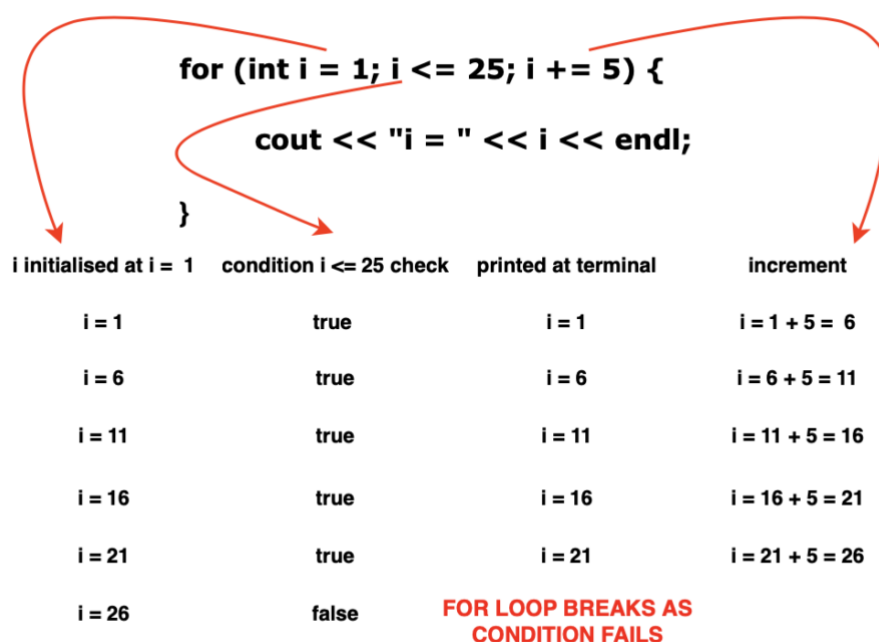 for (int i = 1; i <= 25; i += 5) {
cout << "i = " << i << endl;
}
i initialised at i = 1 condition i <= 25 check printed at terminal increment
i = 1 true i = 1 i = 1 + 5 = 6
i = 6 true i = 6 i = 6 + 5 = 11
i = 11 true i = 11 i = 11 + 5 = 16
i = 16 true i = 16 i = 16 + 5 = 21
i = 21 true i = 21 i = 21 + 5 = 26
i = 26 false FOR LOOP BREAKS AS
CONDITION FAILS